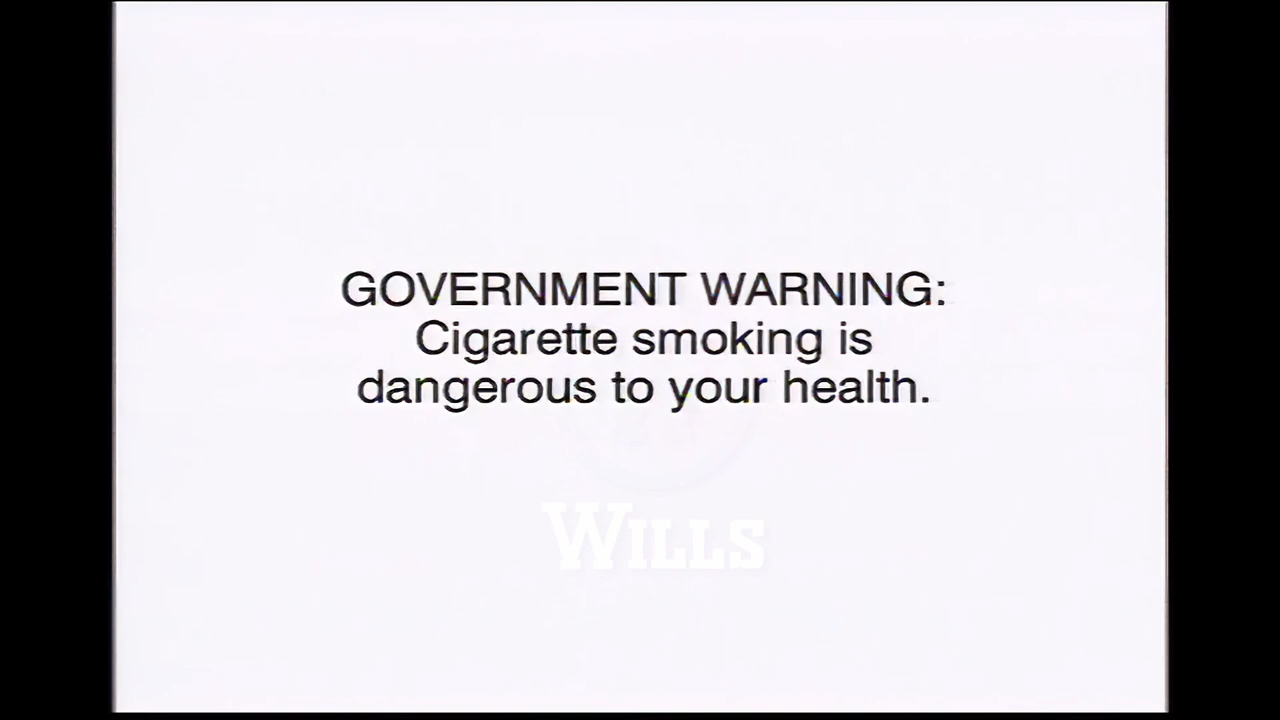 GOVERNMENT WARNING:
Cigarette smoking is
dangerous to your health.
WILLS